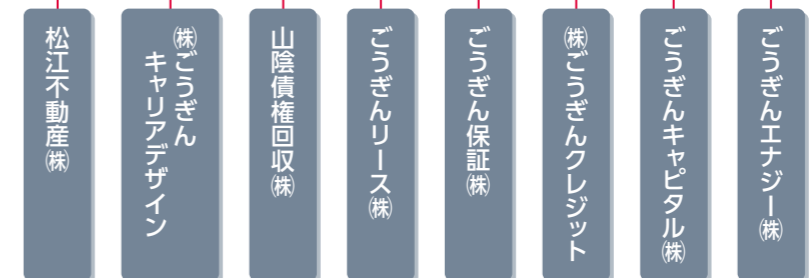 松江不動産㈱
㈱ごうぎん
キャリアデザイン
山陰債権回収㈱
ごうぎんリース㈱
ごうぎん保証㈱
㈱ごうぎんクレジット
ごうぎんキャピタル㈱
ごうぎんエナジー㈱